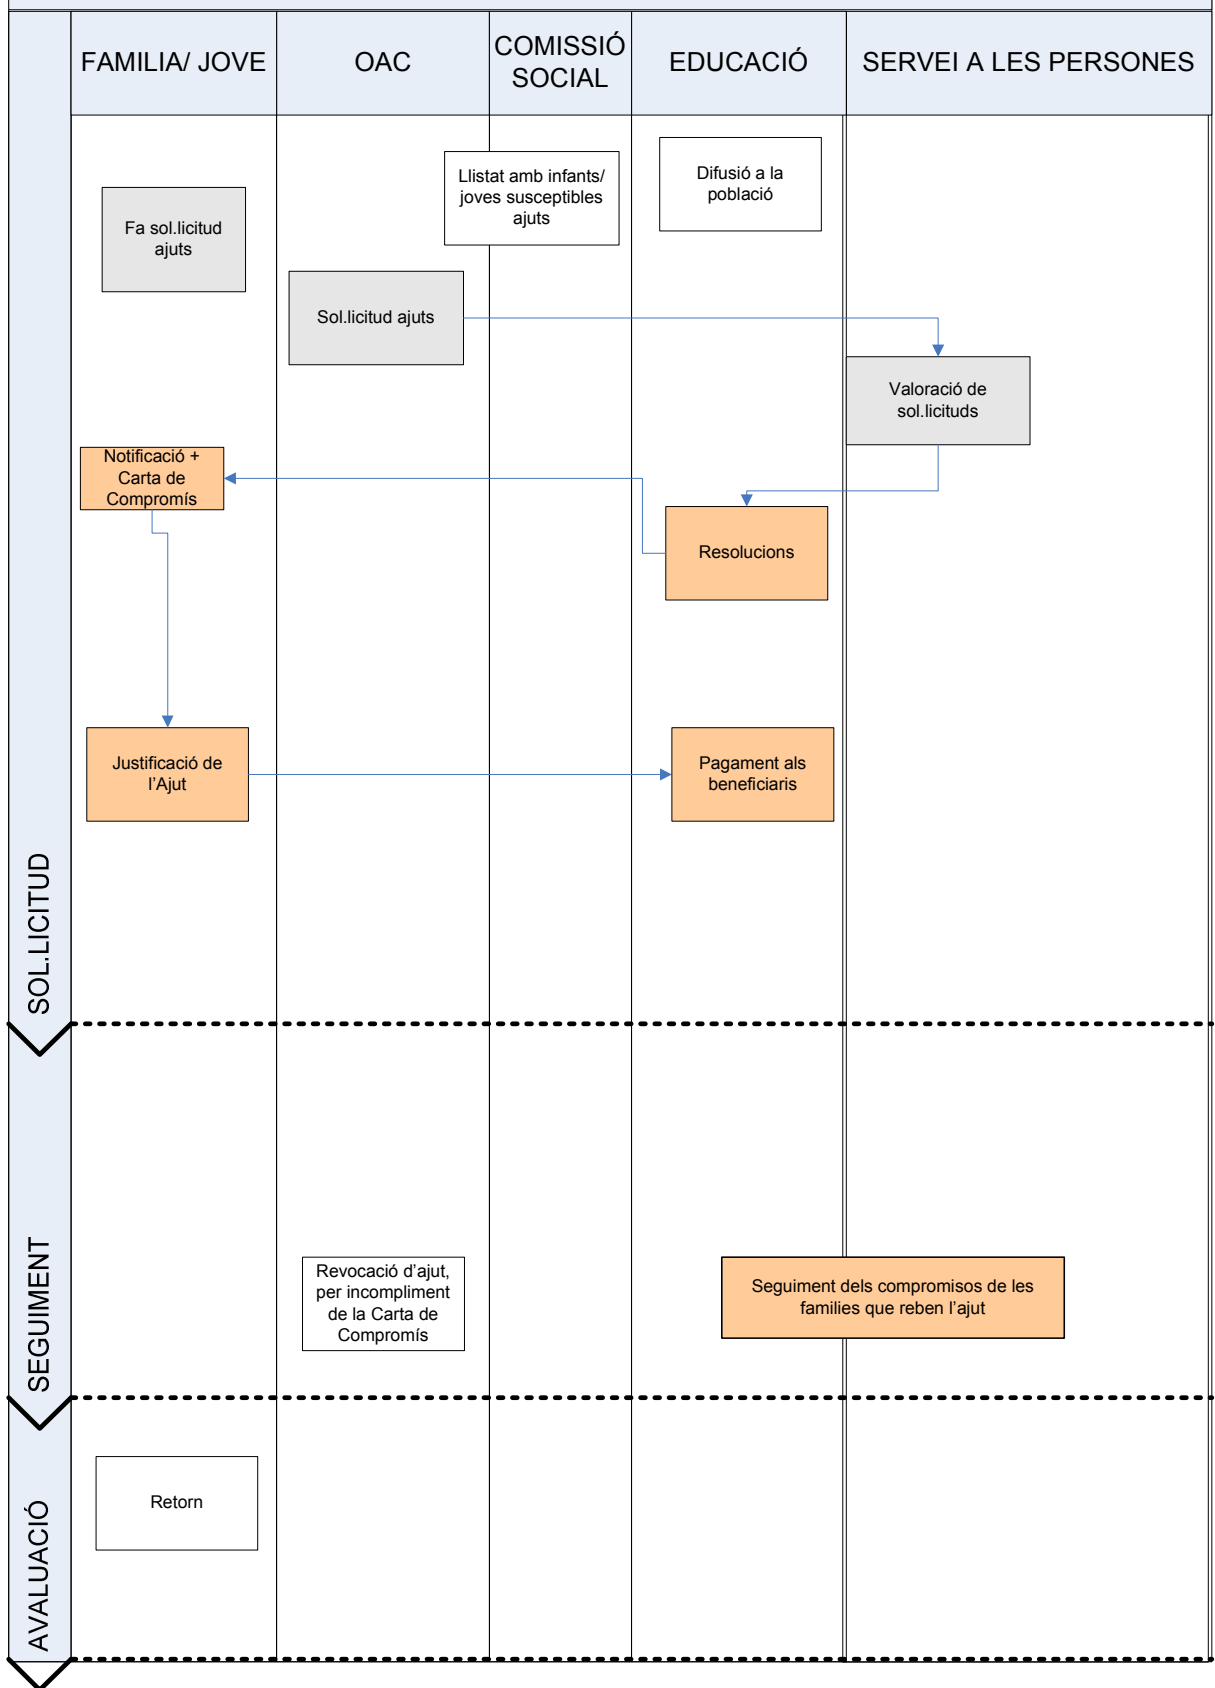 FAMILIA/ JOVE
OAC
COMISSIÓ
SOCIAL
EDUCACIÓ
SERVEI A LES PERSONES
Llistat amb infants/
joves susceptibles
ajuts
Difusió a la
població
Fa sol.licitud
ajuts
Sol.licitud ajuts
Valoració de
sol.licituds
Notificació +
Carta de
Compromís
Resolucions
Justificació de
l’Ajut
Pagament als
beneficiaris
SOL.LICITUD
Revocació d’ajut,
per incompliment
de la Carta de
Compromís
Seguiment dels compromisos de les
families que reben l’ajut
SEGUIMENT
Retorn
AVALUACIÓ